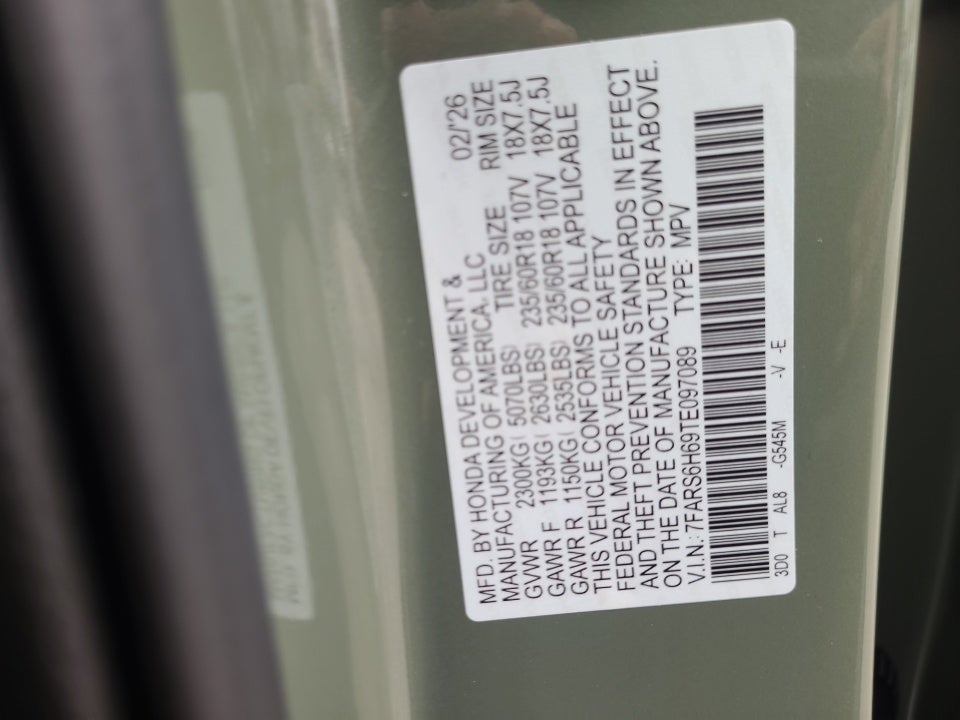 MFD. BY HONDA DEVELOPMENT &
MANUFACTURING OF AMERICA, LLC 02/'26
GVWR 2300KG( 5070LBS) TIRE SIZE RIM SIZE
GAWR F 1193KG( 2630LBS) 235/60R18 107V 18X7.5J
GAWR R 1150KG( 2535LBS) 235/60R18 107V 18X7.5J
THIS VEHICLE CONFORMS TO ALL APPLICABLE
FEDERAL MOTOR VEHICLE SAFETY
AND THEFT PREVENTION STANDARDS IN EFFECT
ON THE DATE OF MANUFACTURE SHOWN ABOVE.
V.I.N.: 7FARS6H69TE097089 TYPE: MPV
3D0 T AL8 -G545M -V -E